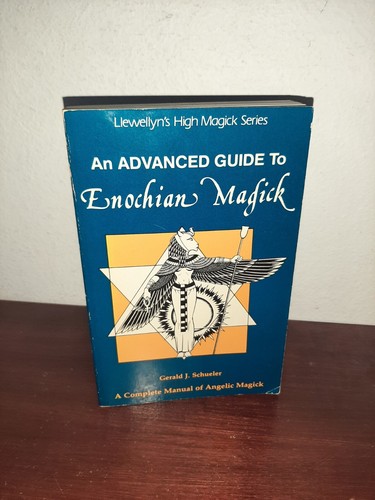 Llewellyn's High Magick Series
An ADVANCED GUIDE To
Enochian Magick
Gerald J. Schueler
A Complete Manual of Angelic Magick